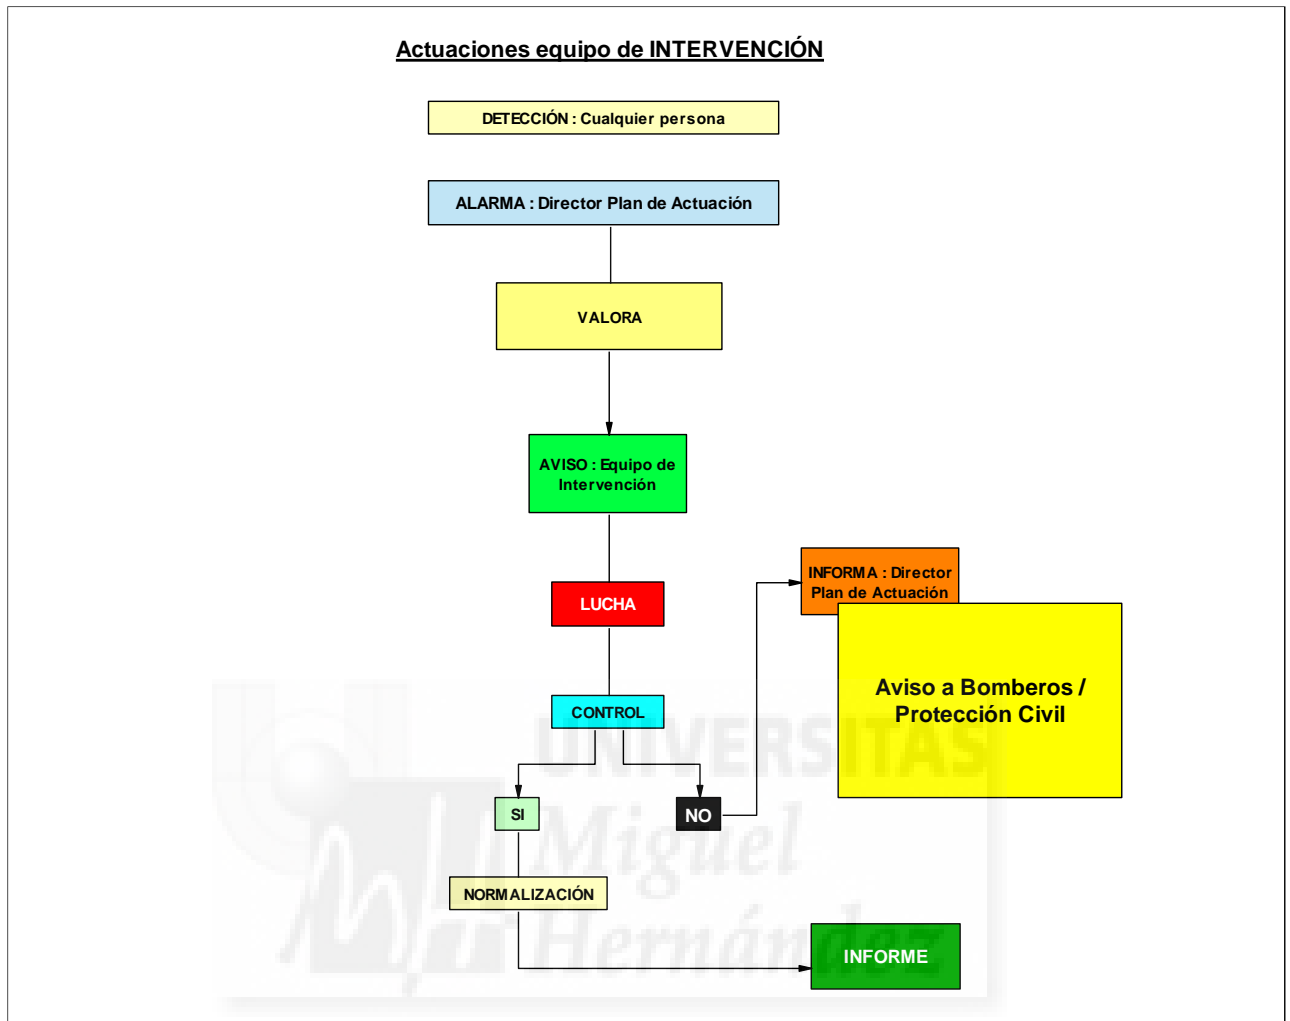 Actuaciones equipo de INTERVENCIÓN
DETECCIÓN : Cualquier persona
ALARMA : Director Plan de Actuación
VALORA
AVISO : Equipo de
Intervención
INFORMA : Director
Plan de Actuación
LUCHA
Aviso a Bomberos /
Protección Civil
CONTROL
UNIVERSITAS
Miguel
Hernández
SI
NO
NORMALIZACIÓN
INFORME